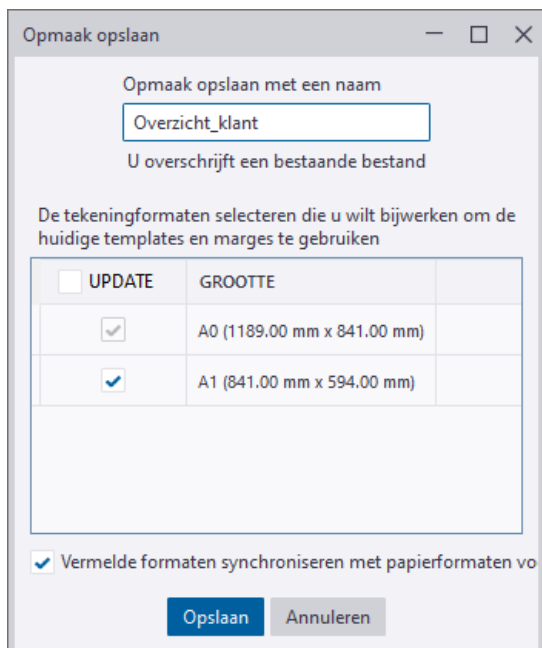 Opmaak opslaan
Opmaak opslaan met een naam
Overzicht_klant
U overschrijft een bestaande bestand
De tekeningformaten selecteren die u wilt bijwerken om de
huidige templates en marges te gebruiken
UPDATE GROOTTE
A0 (1189.00 mm x 841.00 mm)
A1 (841.00 mm x 594.00 mm)
Vermelde formaten synchroniseren met papierformaten vo
Opslaan Annuleren